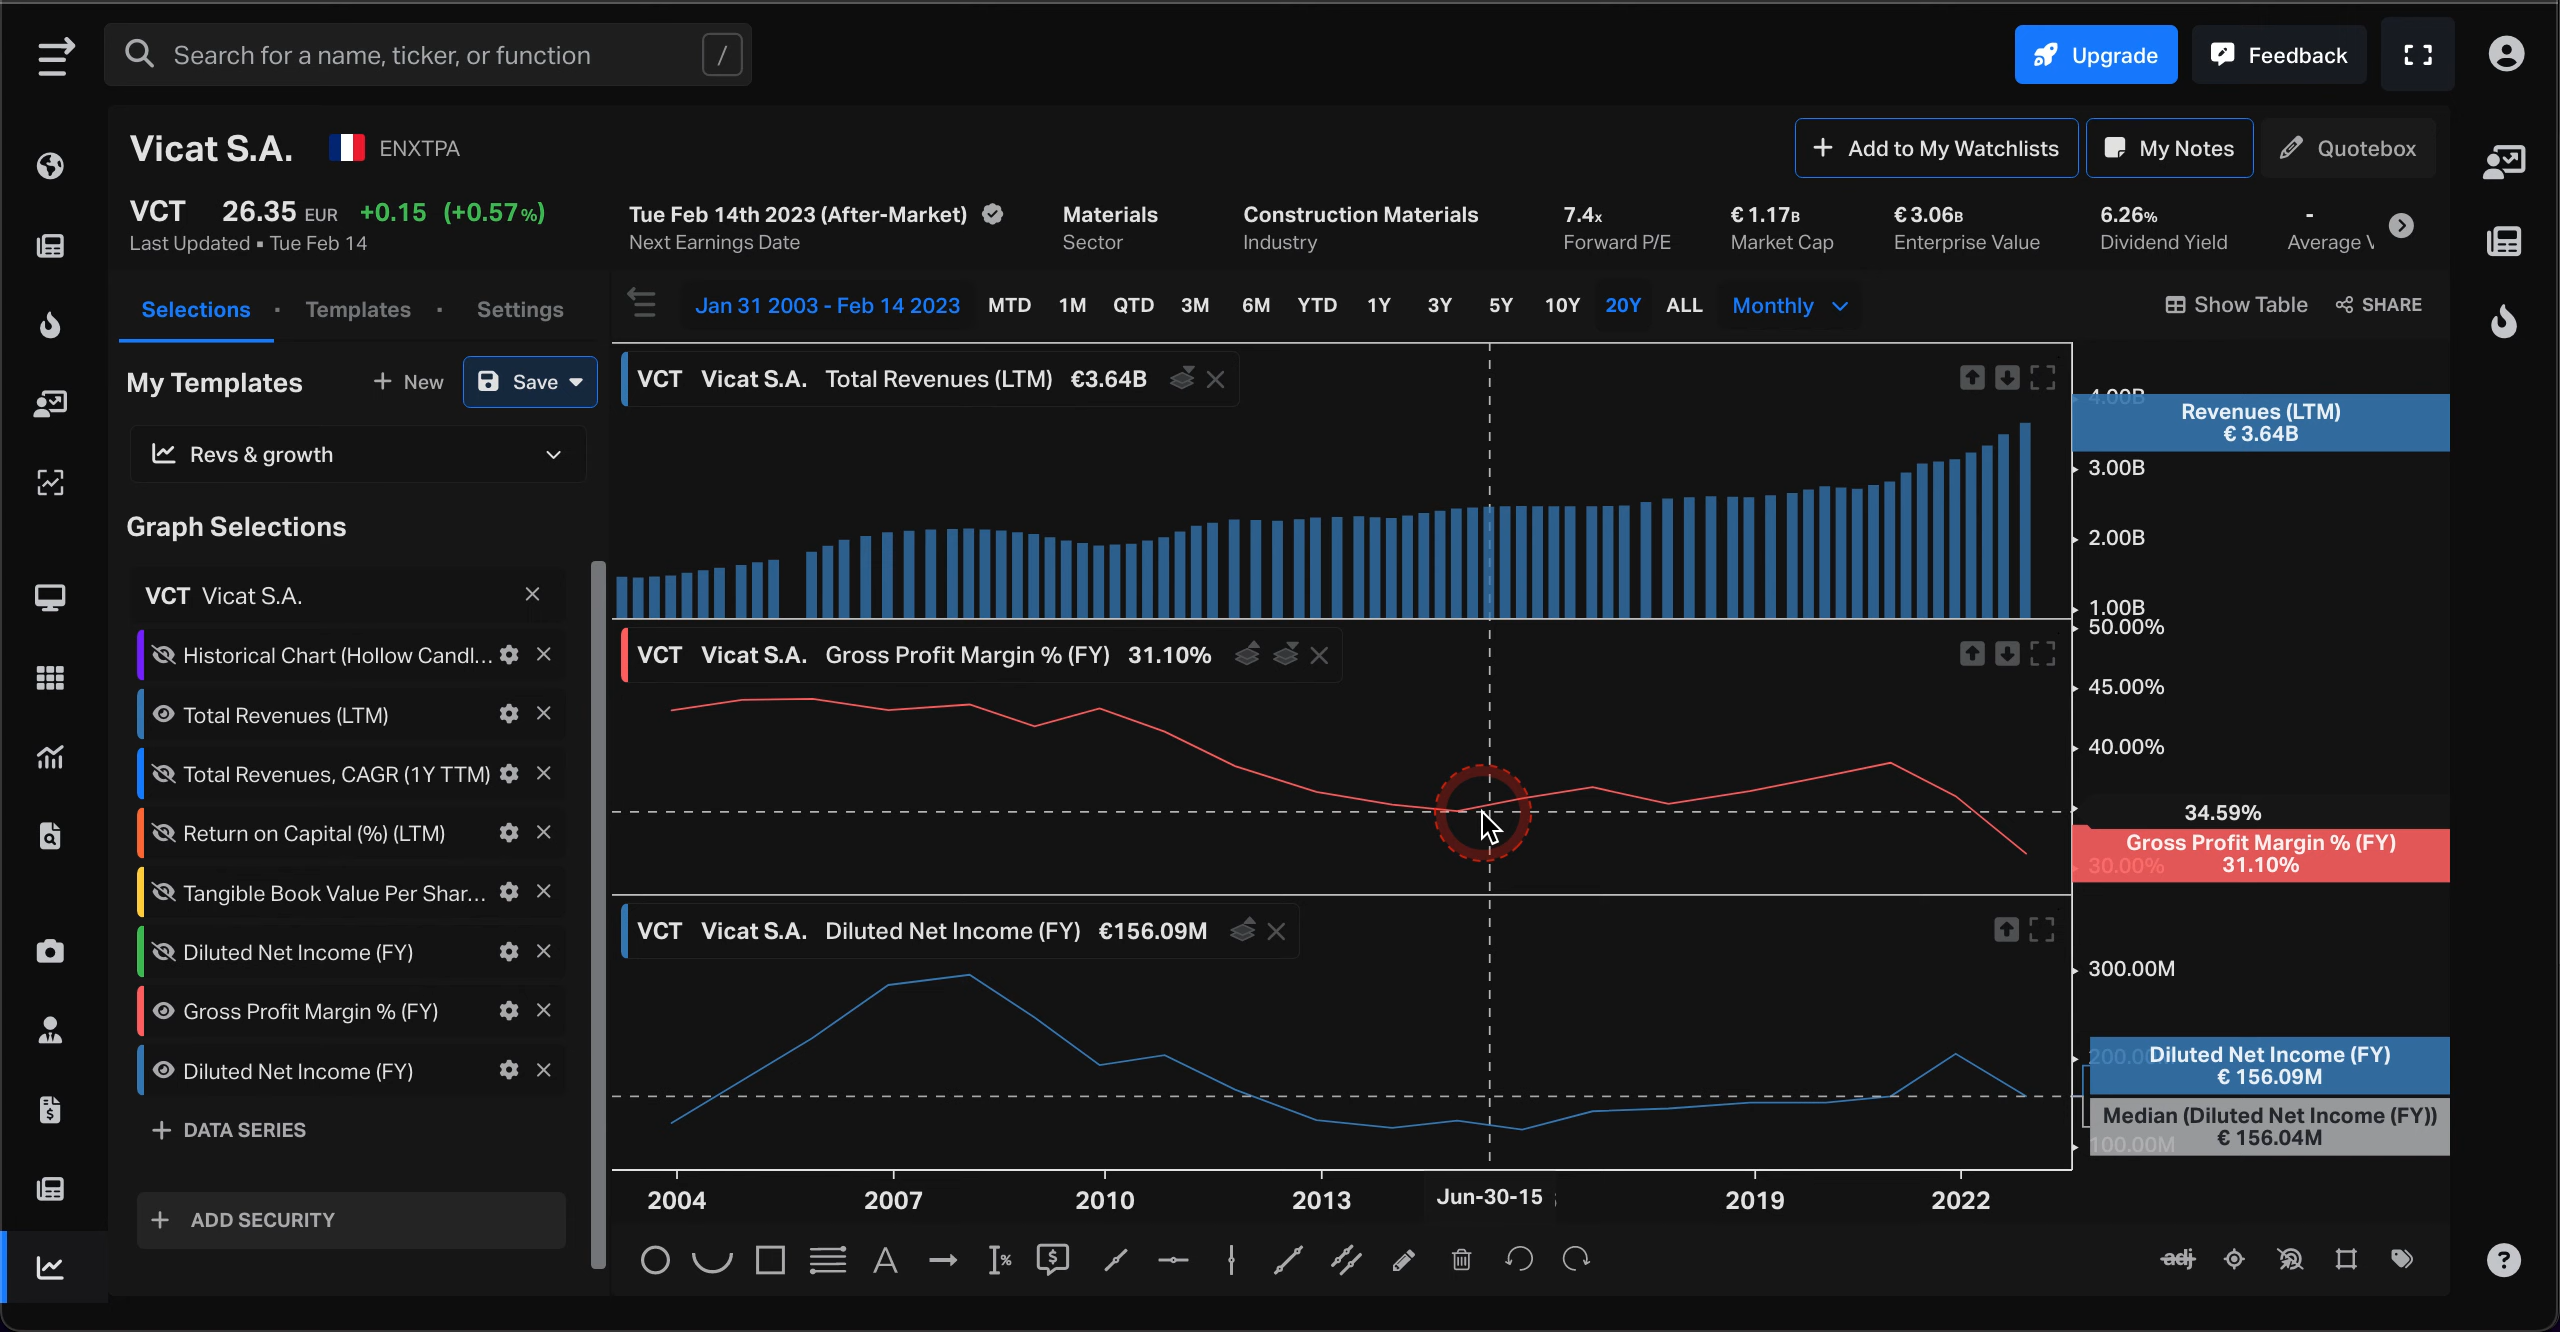 Search for a name, ticker, or function /
Upgrade
Feedback
Vicat S.A. ENXTPA
+ Add to My Watchlists
My Notes
Quotebox
VCT 26.35 EUR +0.15 (+0.57%)
Last Updated ▪ Tue Feb 14
Tue Feb 14th 2023 (After-Market)
Next Earnings Date
Materials
Sector
Construction Materials
Industry
7.4x
Forward P/E
€ 1.17B
Market Cap
€ 3.06B
Enterprise Value
6.26%
Dividend Yield
-
Average V
Selections · Templates · Settings
Jan 31 2003 - Feb 14 2023 MTD 1M QTD 3M 6M YTD 1Y 3Y 5Y 10Y 20Y ALL Monthly
Show Table SHARE
My Templates + New Save
Revs & growth
Graph Selections
VCT Vicat S.A.
Historical Chart (Hollow Candl...
Total Revenues (LTM)
Total Revenues, CAGR (1Y TTM)
Return on Capital (%) (LTM)
Tangible Book Value Per Shar...
Diluted Net Income (FY)
Gross Profit Margin % (FY)
Diluted Net Income (FY)
+ DATA SERIES
+ ADD SECURITY
VCT Vicat S.A. Total Revenues (LTM) €3.64B
4.00B
Revenues (LTM)
€ 3.64B
3.00B
2.00B
1.00B
VCT Vicat S.A. Gross Profit Margin % (FY) 31.10%
50.00%
45.00%
40.00%
34.59%
Gross Profit Margin % (FY)
30.00% 31.10%
VCT Vicat S.A. Diluted Net Income (FY) €156.09M
300.00M
200.0
Diluted Net Income (FY)
€ 156.09M
Median (Diluted Net Income (FY))
€ 156.04M
100.00M
2004 2007 2010 2013 Jun-30-15 2019 2022
A
%
$
adj
?